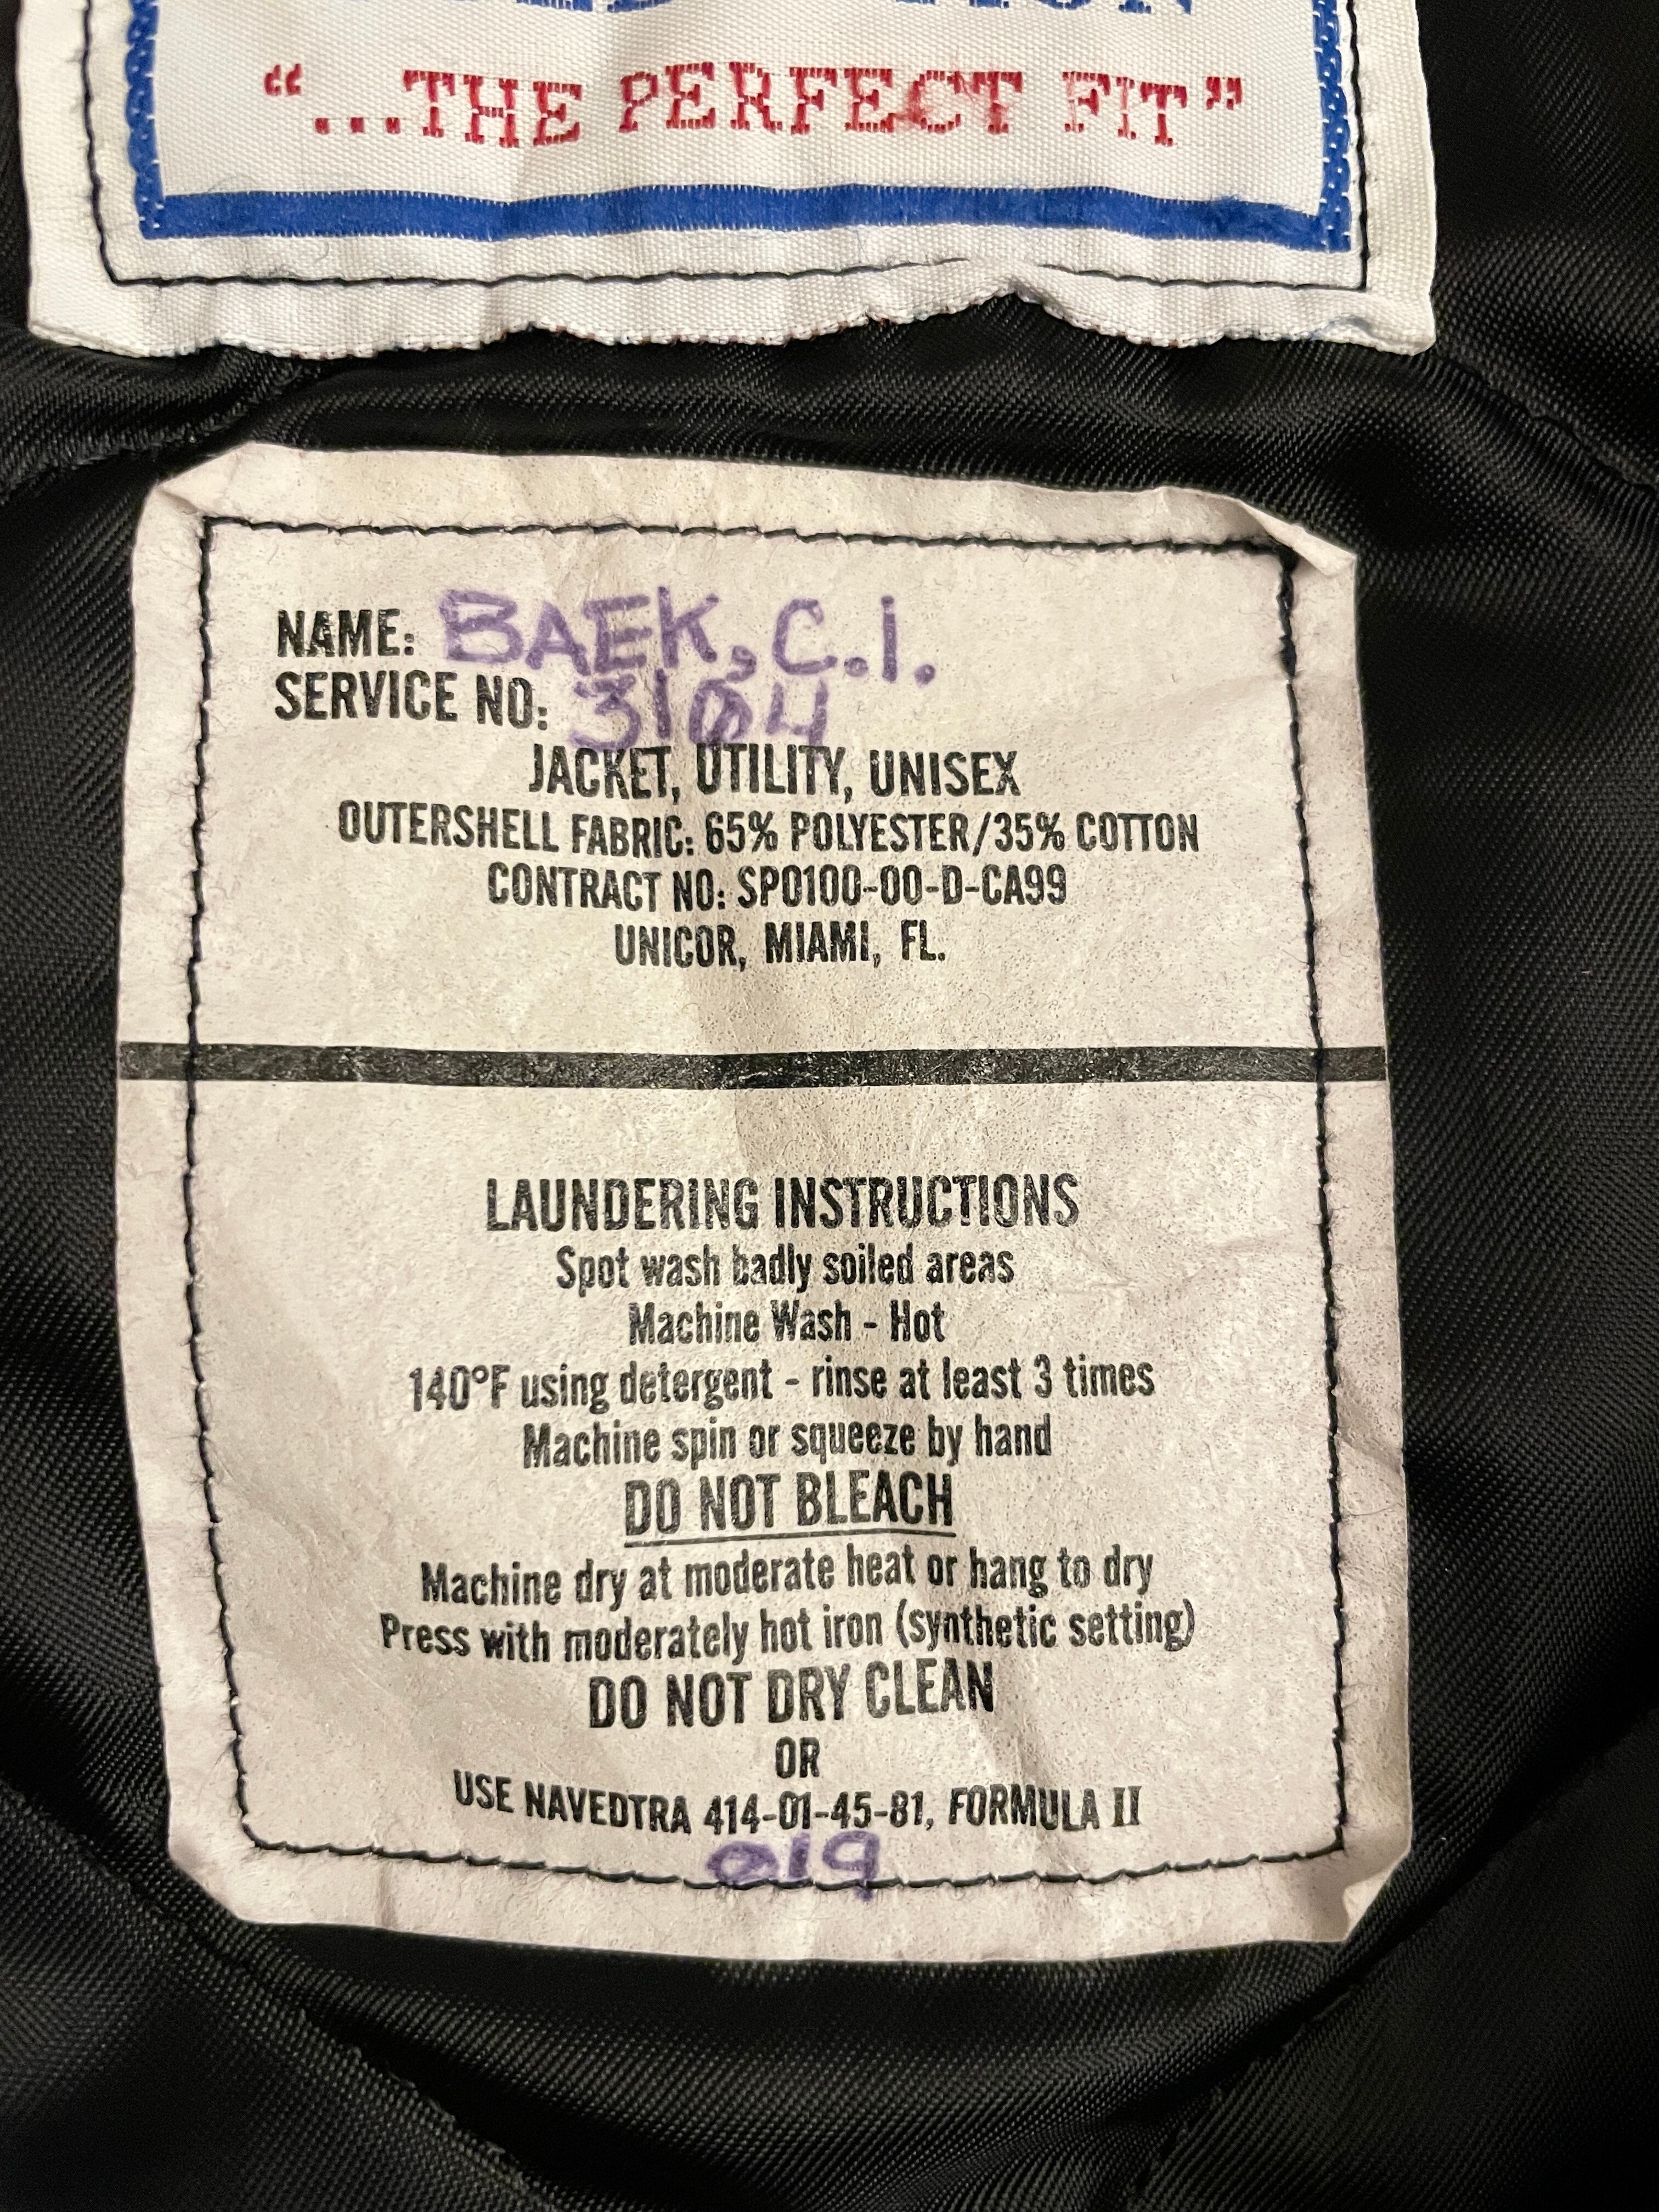 "...THE PERFECT FIT"
NAME: BAEK, C.I.
SERVICE NO: 3104
JACKET, UTILITY, UNISEX
OUTERSHELL FABRIC: 65% POLYESTER/35% COTTON
CONTRACT NO: SP0100-00-D-CA99
UNICOR, MIAMI, FL.
LAUNDERING INSTRUCTIONS
Spot wash badly soiled areas
Machine Wash - Hot
140°F using detergent - rinse at least 3 times
Machine spin or squeeze by hand
DO NOT BLEACH
Machine dry at moderate heat or hang to dry
Press with moderately hot iron (synthetic setting)
DO NOT DRY CLEAN
OR
USE NAVEDTRA 414-01-45-81, FORMULA II
019